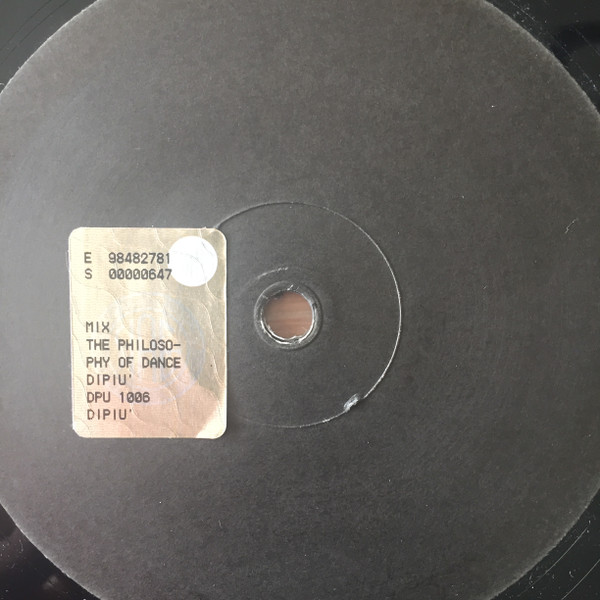 E 98482781
S 00000647
MIX
THE PHILOSO-
PHY OF DANCE
DIPIU'
DPU 1006
DIPIU'